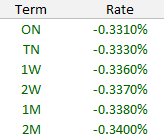 Term Rate
ON -0.3310%
TN -0.3330%
1W -0.3360%
2W -0.3370%
1M -0.3380%
2M -0.3400%